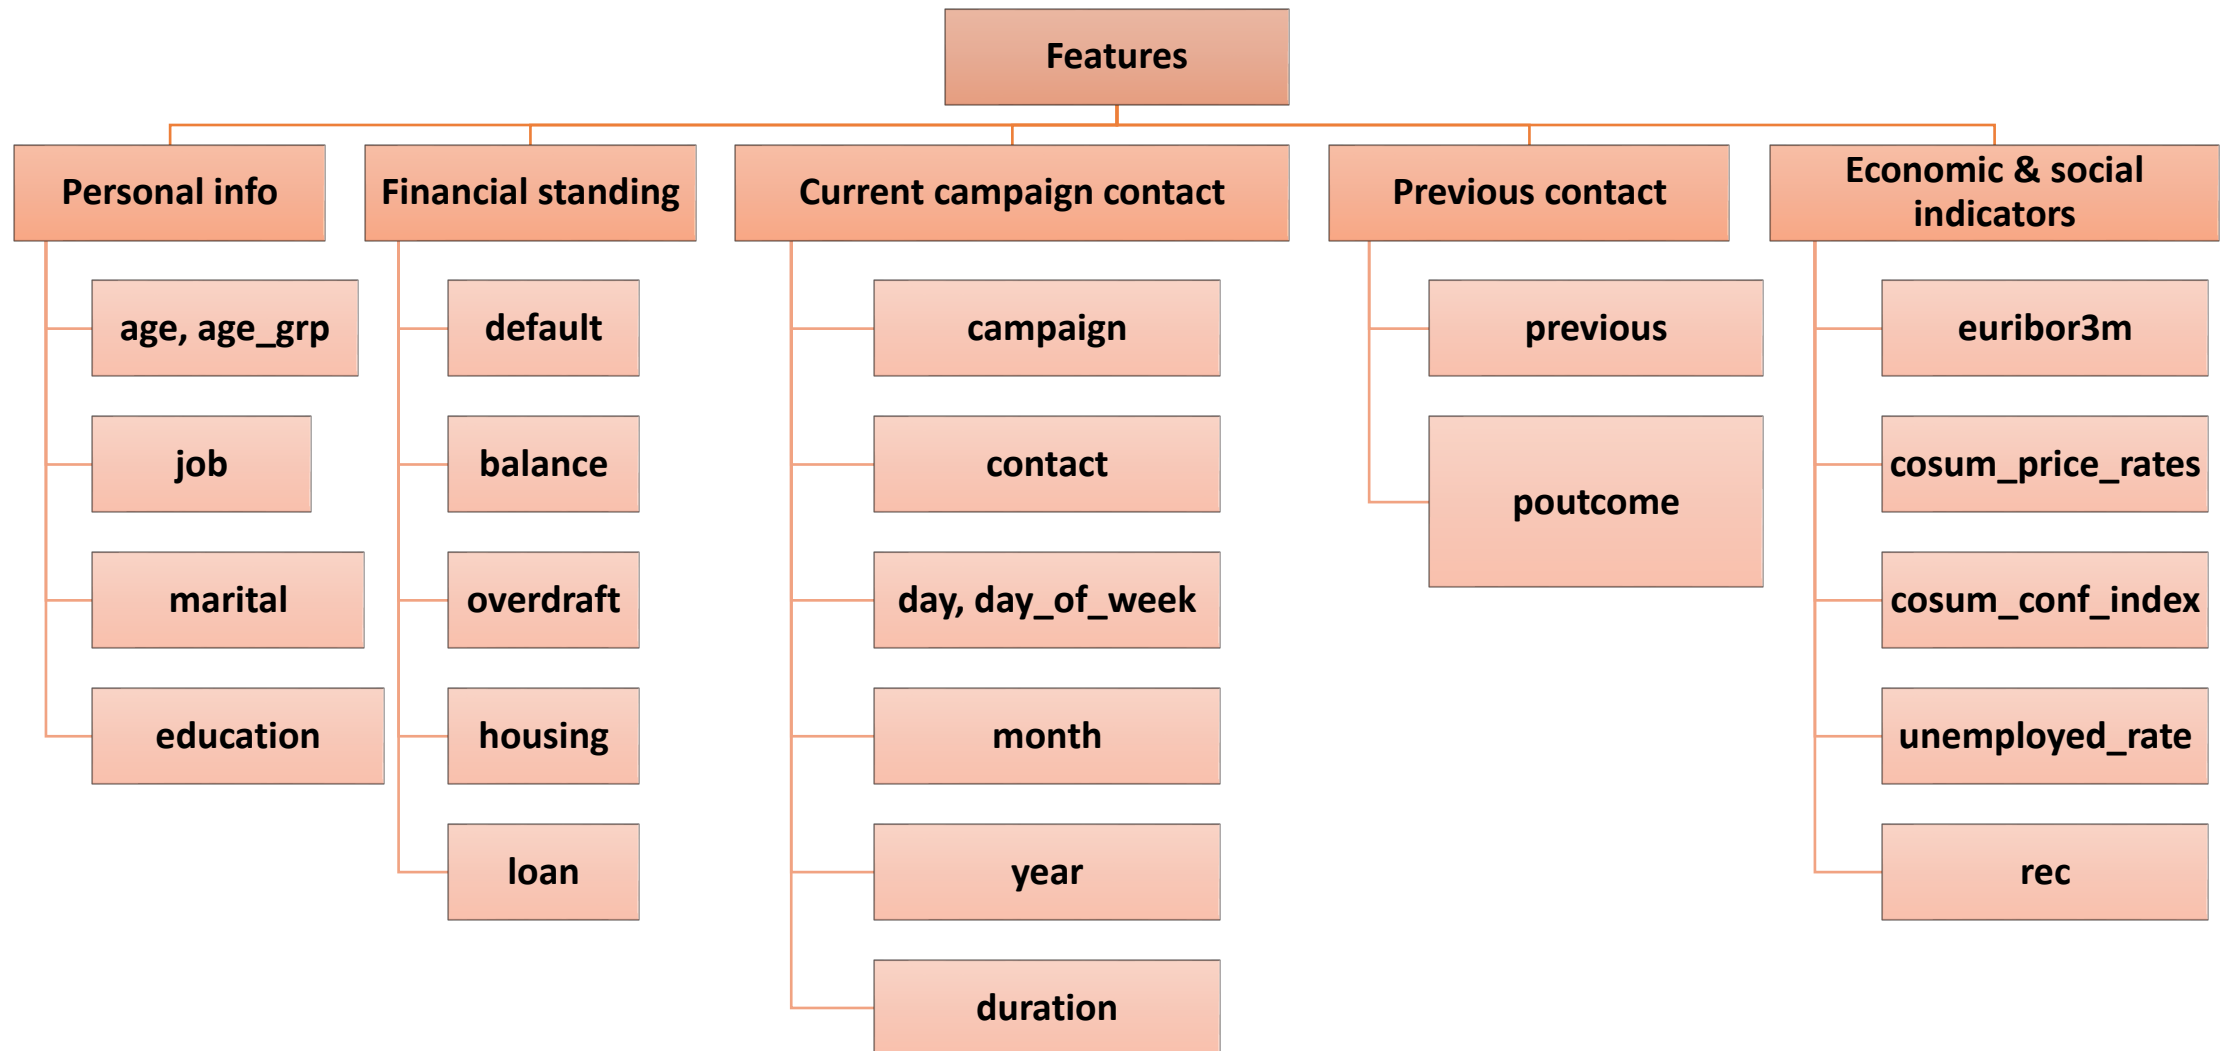 Features
Personal info
age, age_grp
job
marital
education
Financial standing
default
balance
overdraft
housing
loan
Current campaign contact
campaign
contact
day, day_of_week
month
year
duration
Previous contact
previous
poutcome
Economic & social
indicators
euribor3m
cosum_price_rates
cosum_conf_index
unemployed_rate
rec